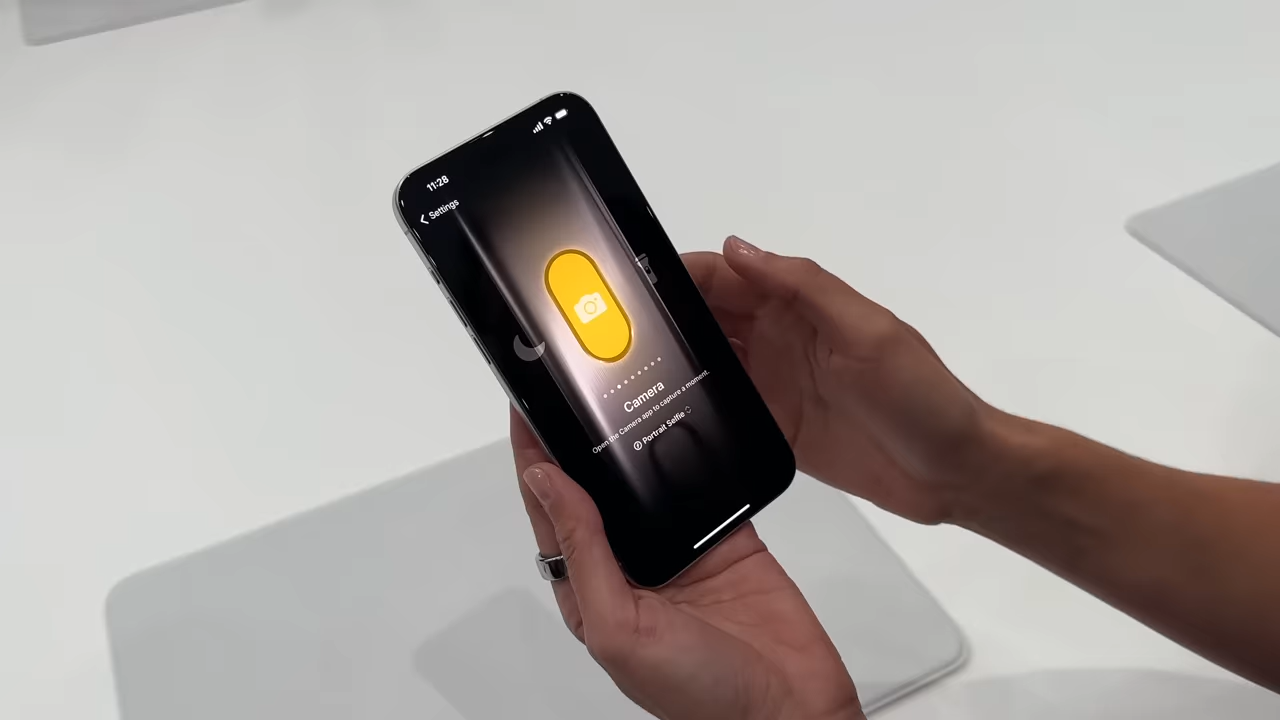 11:28
Settings
Camera
Open the Camera app to capture a moment.
Portrait Selfie